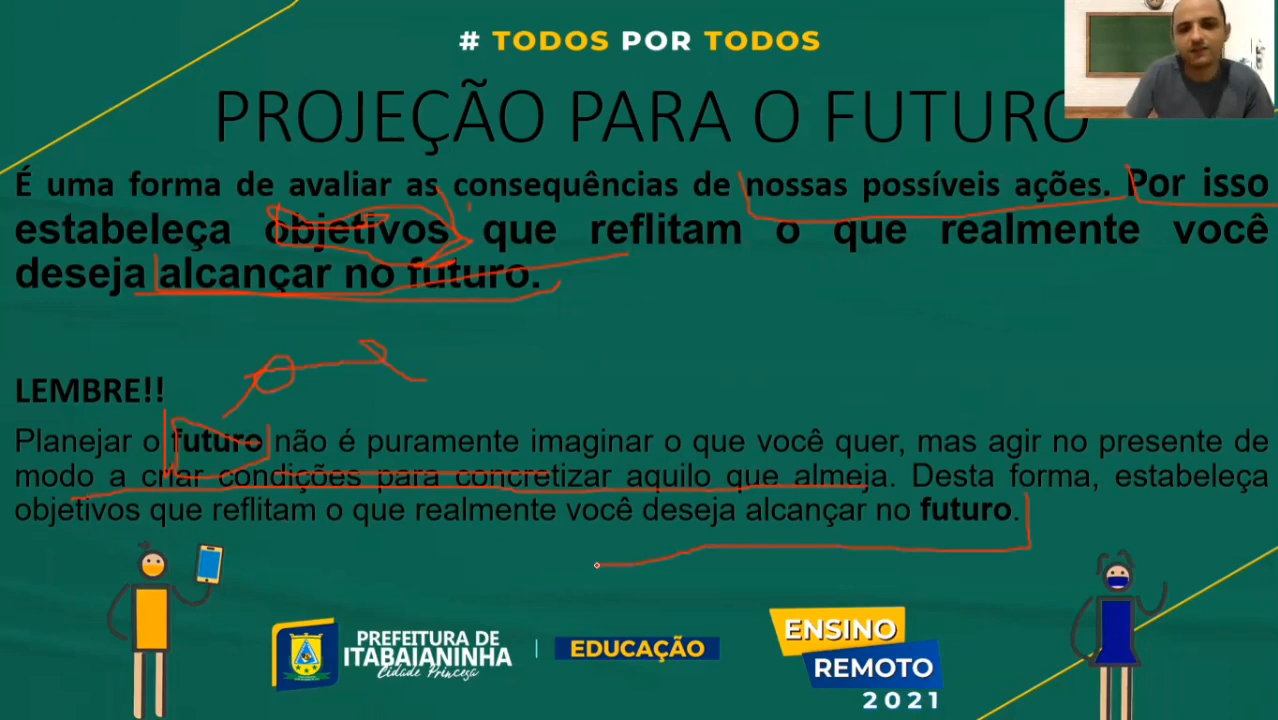 # TODOS POR TODOS
PROJEÇÃO PARA O FUTURO
É uma forma de avaliar as consequências de nossas possíveis ações. Por isso
estabeleça objetivos que reflitam o que realmente você
deseja alcançar no futuro.
LEMBRE!!
Planejar o futuro não é puramente imaginar o que você quer, mas agir no presente de
modo a criar condições para concretizar aquilo que almeja. Desta forma, estabeleça
objetivos que reflitam o que realmente você deseja alcançar no futuro.
PREFEITURA DE
ITABAIANINHA
Cidade Princesa
EDUCAÇÃO
ENSINO
REMOTO
2021